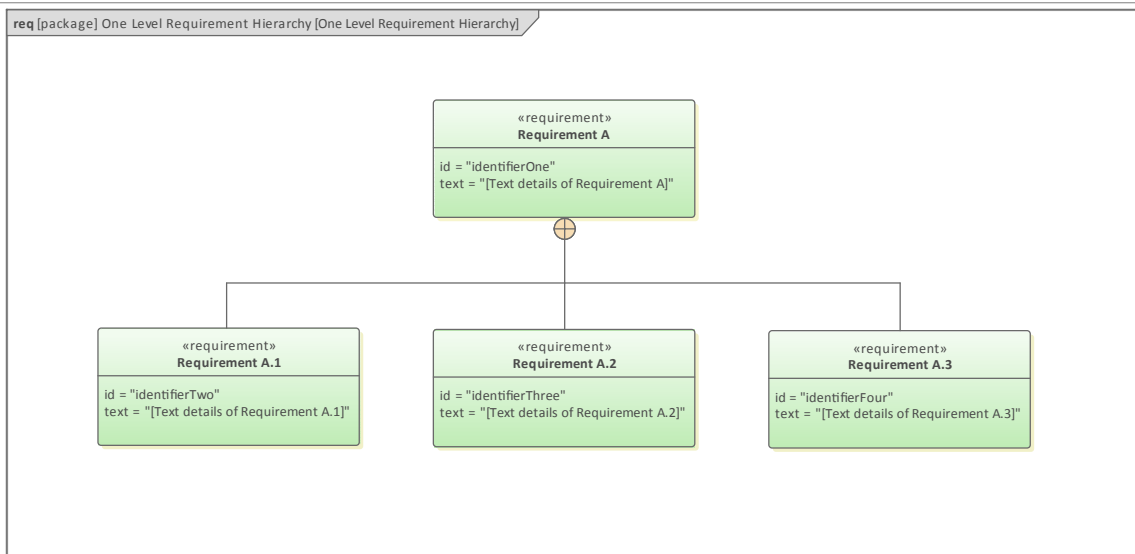 req [package] One Level Requirement Hierarchy [One Level Requirement Hierarchy]
«requirement»
Requirement A
id = "identifierOne"
text = "[Text details of Requirement A]"
«requirement»
Requirement A.1
id = "identifierTwo"
text = "[Text details of Requirement A.1]"
«requirement»
Requirement A.2
id = "identifierThree"
text = "[Text details of Requirement A.2]"
«requirement»
Requirement A.3
id = "identifierFour"
text = "[Text details of Requirement A.3]"